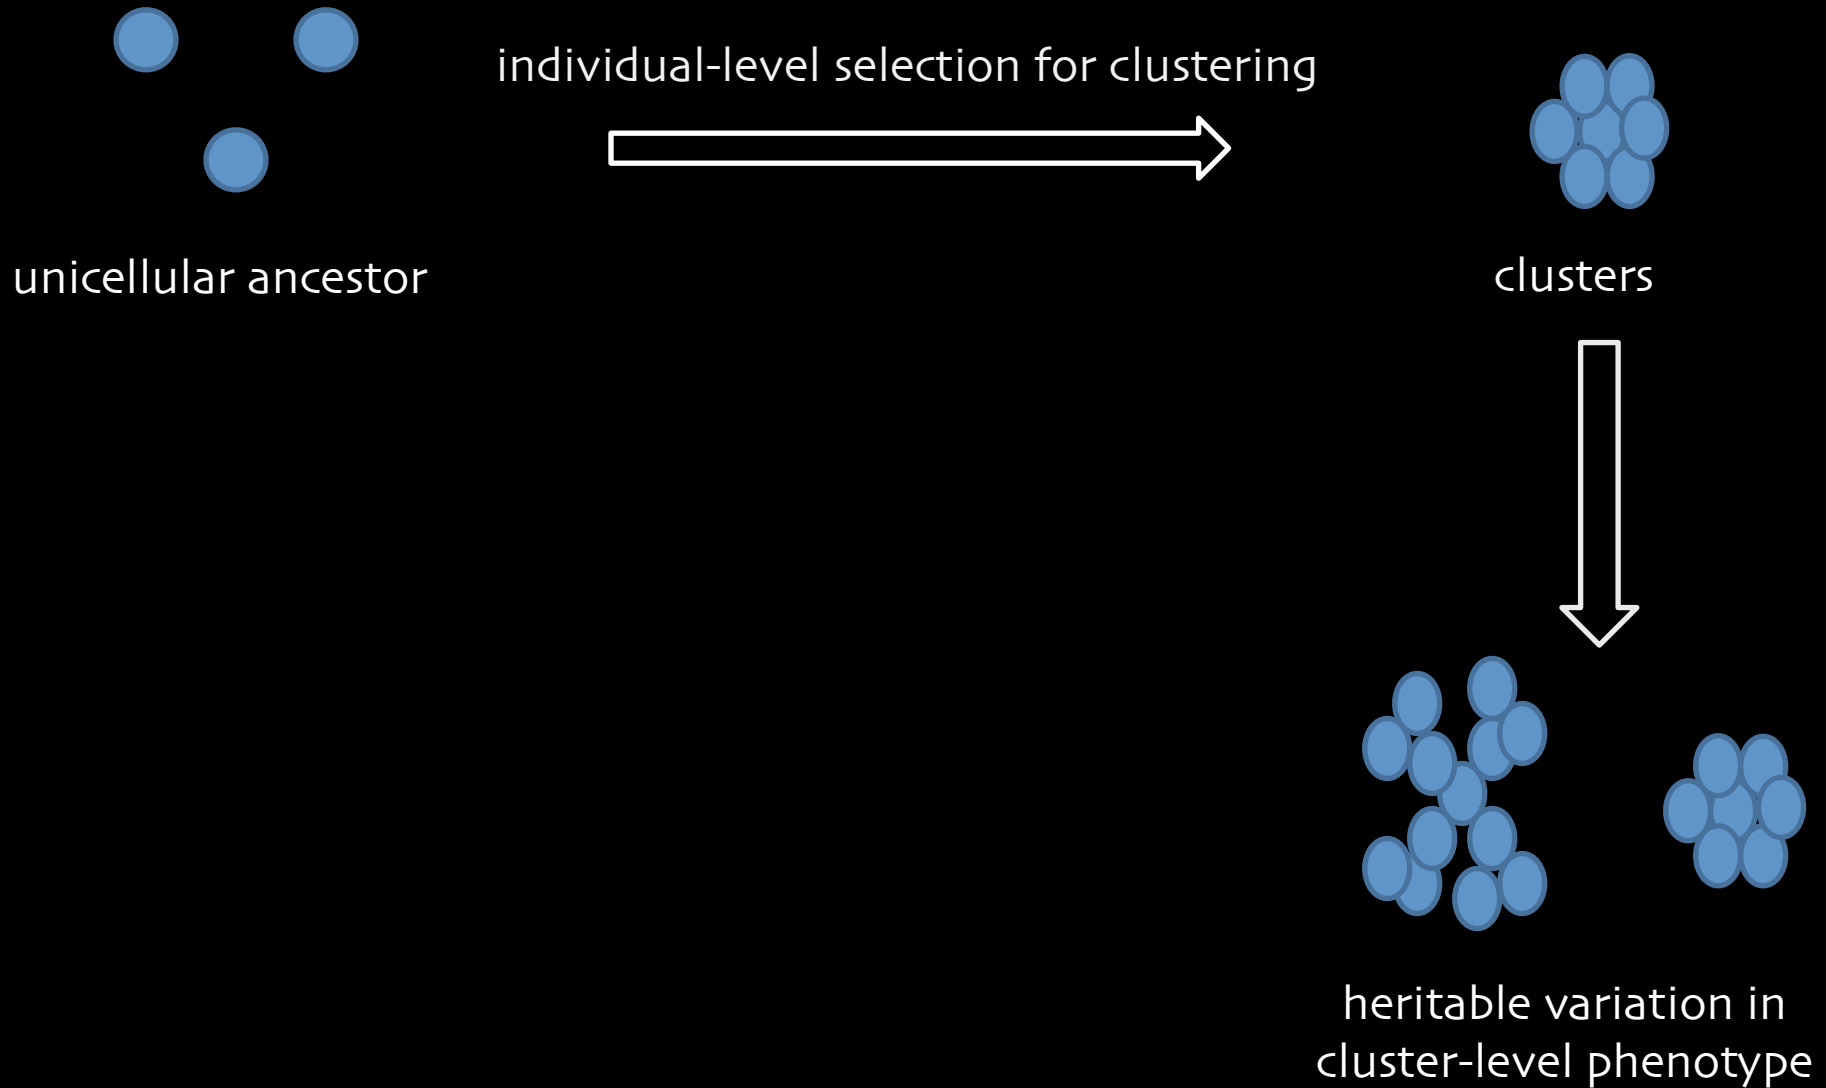 individual-level selection for clustering
unicellular ancestor
clusters
heritable variation in
cluster-level phenotype